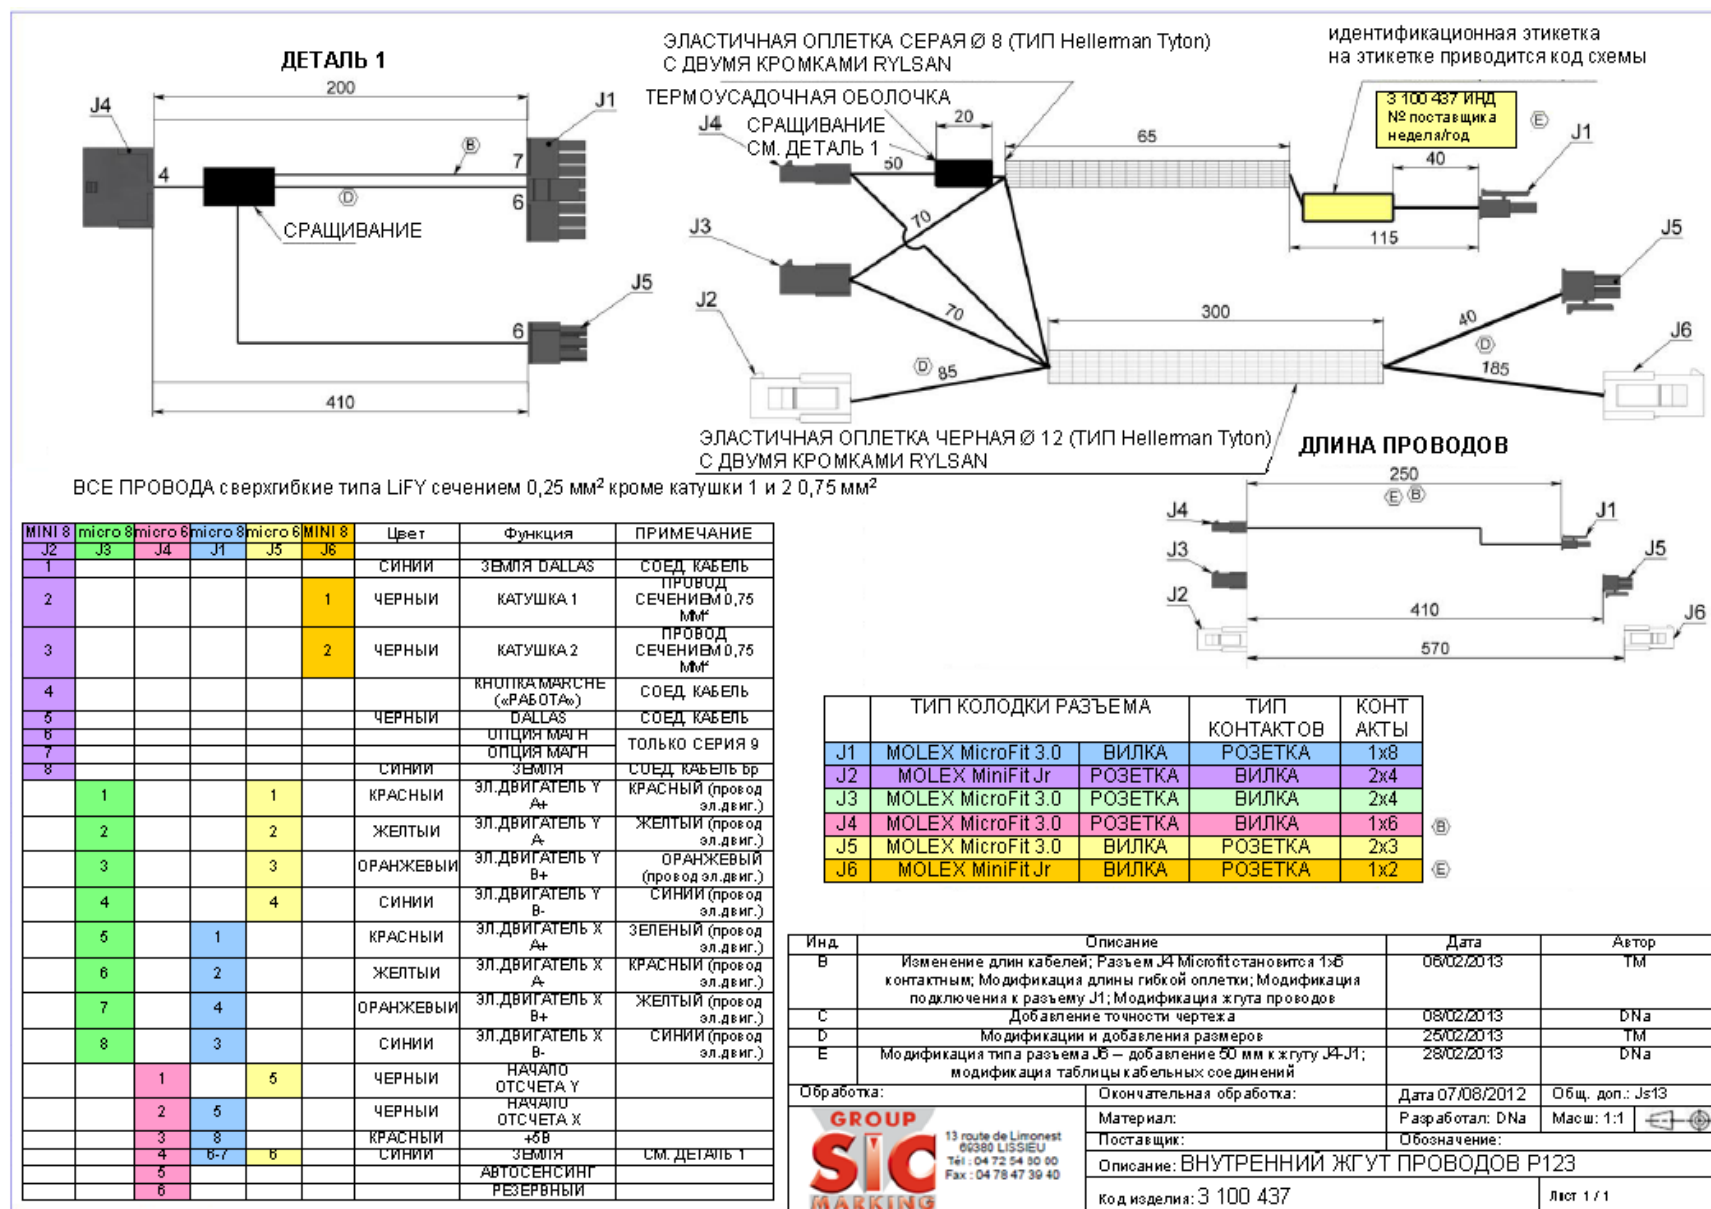 ДЕТАЛЬ 1
200
J4
J1
B
4
7
D
6
СРАЩИВАНИЕ
J5
6
410
ЭЛАСТИЧНАЯ ОПЛЕТКА СЕРАЯ Ø 8 (ТИП Hellerman Tyton)
С ДВУМЯ КРОМКАМИ RYLSAN
ТЕРМОУСАДОЧНАЯ ОБОЛОЧКА
J4
СРАЩИВАНИЕ
СМ. ДЕТАЛЬ 1
20
50
65
идентификационная этикетка
на этикетке приводится код схемы
3 100 437 ИНД
№ поставщика
неделя/год
E
J1
40
115
70
J3
J5
J2
70
300
40
D
J6
D
85
185
ЭЛАСТИЧНАЯ ОПЛЕТКА ЧЕРНАЯ Ø 12 (ТИП Hellerman Tyton)
С ДВУМЯ КРОМКАМИ RYLSAN
ДЛИНА ПРОВОДОВ
250
E B
J4
J1
J3
J5
J2
410
J6
570
ВСЕ ПРОВОДА сверхгибкие типа LiFY сечением 0,25 мм² кроме катушки 1 и 2 0,75 мм²
MINI 8 micro 8 micro 6 micro 8 micro 6 MINI 8 Цвет Функция ПРИМЕЧАНИЕ
J2 J3 J4 J1 J5 J6
1 СИНИЙ ЗЕМЛЯ DALLAS СОЕД. КАБЕЛЬ
2 1 ЧЕРНЫЙ КАТУШКА 1 ПРОВОД СЕЧЕНИЕМ 0,75 ММ²
3 2 ЧЕРНЫЙ КАТУШКА 2 ПРОВОД СЕЧЕНИЕМ 0,75 ММ²
4 КНОПКА MARCHE («РАБОТА») СОЕД. КАБЕЛЬ
5 ЧЕРНЫЙ DALLAS СОЕД. КАБЕЛЬ
6 ОПЦИЯ МАГН ТОЛЬКО СЕРИЯ 9
7 ОПЦИЯ МАГН
8 СИНИЙ ЗЕМЛЯ СОЕД. КАБЕЛЬ бр
1 1 КРАСНЫЙ ЭЛ.ДВИГАТЕЛЬ Y A+ КРАСНЫЙ (провод эл.двиг.)
2 2 ЖЕЛТЫЙ ЭЛ.ДВИГАТЕЛЬ Y A- ЖЕЛТЫЙ (провод эл.двиг.)
3 3 ОРАНЖЕВЫЙ ЭЛ.ДВИГАТЕЛЬ Y B+ ОРАНЖЕВЫЙ (провод эл.двиг.)
4 4 СИНИЙ ЭЛ.ДВИГАТЕЛЬ Y B- СИНИЙ (провод эл.двиг.)
5 1 КРАСНЫЙ ЭЛ.ДВИГАТЕЛЬ X A+ ЗЕЛЕНЫЙ (провод эл.двиг.)
6 2 ЖЕЛТЫЙ ЭЛ.ДВИГАТЕЛЬ X A- КРАСНЫЙ (провод эл.двиг.)
7 4 ОРАНЖЕВЫЙ ЭЛ.ДВИГАТЕЛЬ X B+ ЖЕЛТЫЙ (провод эл.двиг.)
8 3 СИНИЙ ЭЛ.ДВИГАТЕЛЬ X B- СИНИЙ (провод эл.двиг.)
1 5 ЧЕРНЫЙ НАЧАЛО ОТСЧЕТА Y
2 5 ЧЕРНЫЙ НАЧАЛО ОТСЧЕТА X
3 8 КРАСНЫЙ +5В
4 6-7 6 СИНИЙ ЗЕМЛЯ СМ. ДЕТАЛЬ 1
5 АВТОСЕНСИНГ
6 РЕЗЕРВНЫЙ
ТИП КОЛОДКИ РАЗЪЕМА ТИП КОНТАКТОВ КОНТ АКТЫ
J1 MOLEX MicroFit 3.0 ВИЛКА РОЗЕТКА 1x8
J2 MOLEX MiniFit Jr РОЗЕТКА ВИЛКА 2x4
J3 MOLEX MicroFit 3.0 РОЗЕТКА ВИЛКА 2x4
J4 MOLEX MicroFit 3.0 РОЗЕТКА ВИЛКА 1x6 B
J5 MOLEX MicroFit 3.0 ВИЛКА РОЗЕТКА 2x3
J6 MOLEX MiniFit Jr ВИЛКА РОЗЕТКА 1x2 E
Инд. Описание Дата Автор
B Изменение длин кабелей; Разъем J4 Microfit становится 1x6 06/02/2013 TM
контактным; Модификация длины гибкой оплетки; Модификация
подключения к разъему J1; Модификация жгута проводов
C Добавление точности чертежа 08/02/2013 DNa
D Модификации и добавления размеров 25/02/2013 TM
E Модификация типа разъема J6 – добавление 50 мм к жгуту J4-J1; 28/02/2013 DNa
модификация таблицы кабельных соединений
Обработка: Окончательная обработка: Дата 07/08/2012 Общ. доп.: Js13
Материал: Разработал: DNa Масш: 1:1
Поставщик: Обозначение:
Описание: ВНУТРЕННИЙ ЖГУТ ПРОВОДОВ P123
Код изделия: 3 100 437 Лист 1 / 1
GROUP
SIC
MARKING
13 route de Limonest
69380 LISSIEU
Tél : 04 72 54 80 00
Fax : 04 78 47 39 40